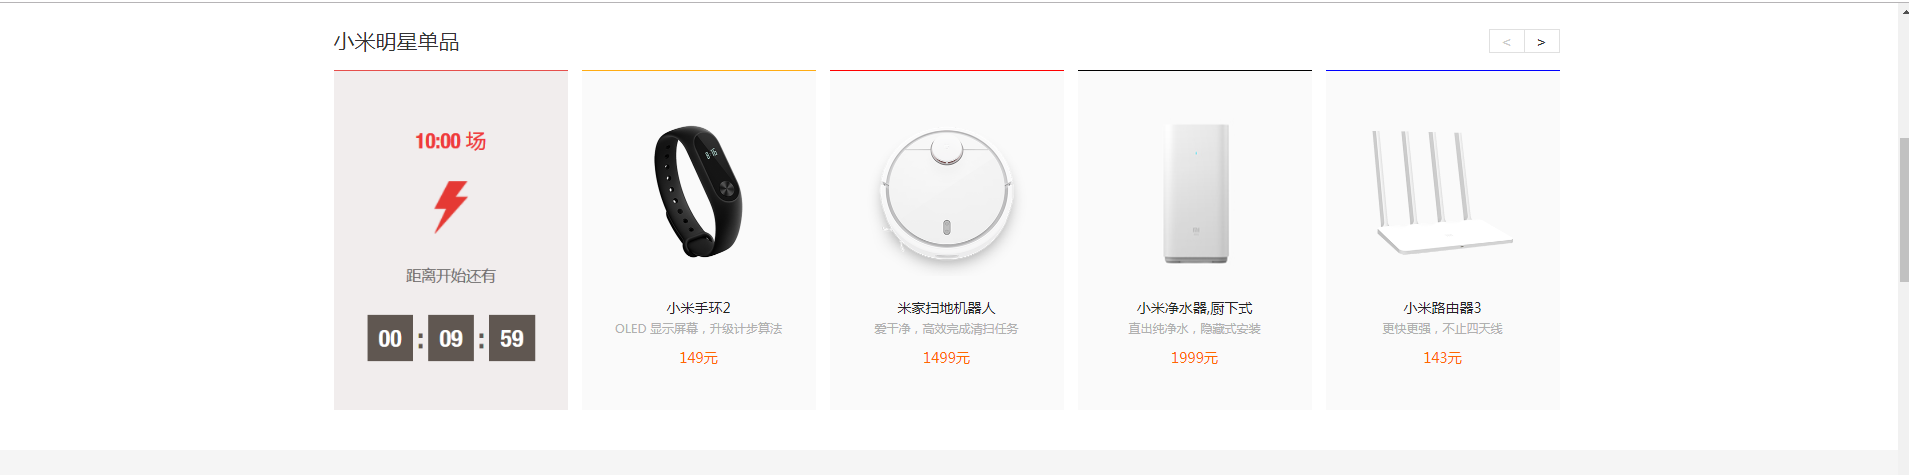 小米明星单品
< >
10:00 场
距离开始还有
00 : 09 : 59
小米手环2
OLED 显示屏幕，升级计步算法
149元
米家扫地机器人
爱干净，高效完成清扫任务
1499元
小米净水器,厨下式
直出纯净水，隐藏式安装
1999元
小米路由器3
更快更强，不止四天线
143元